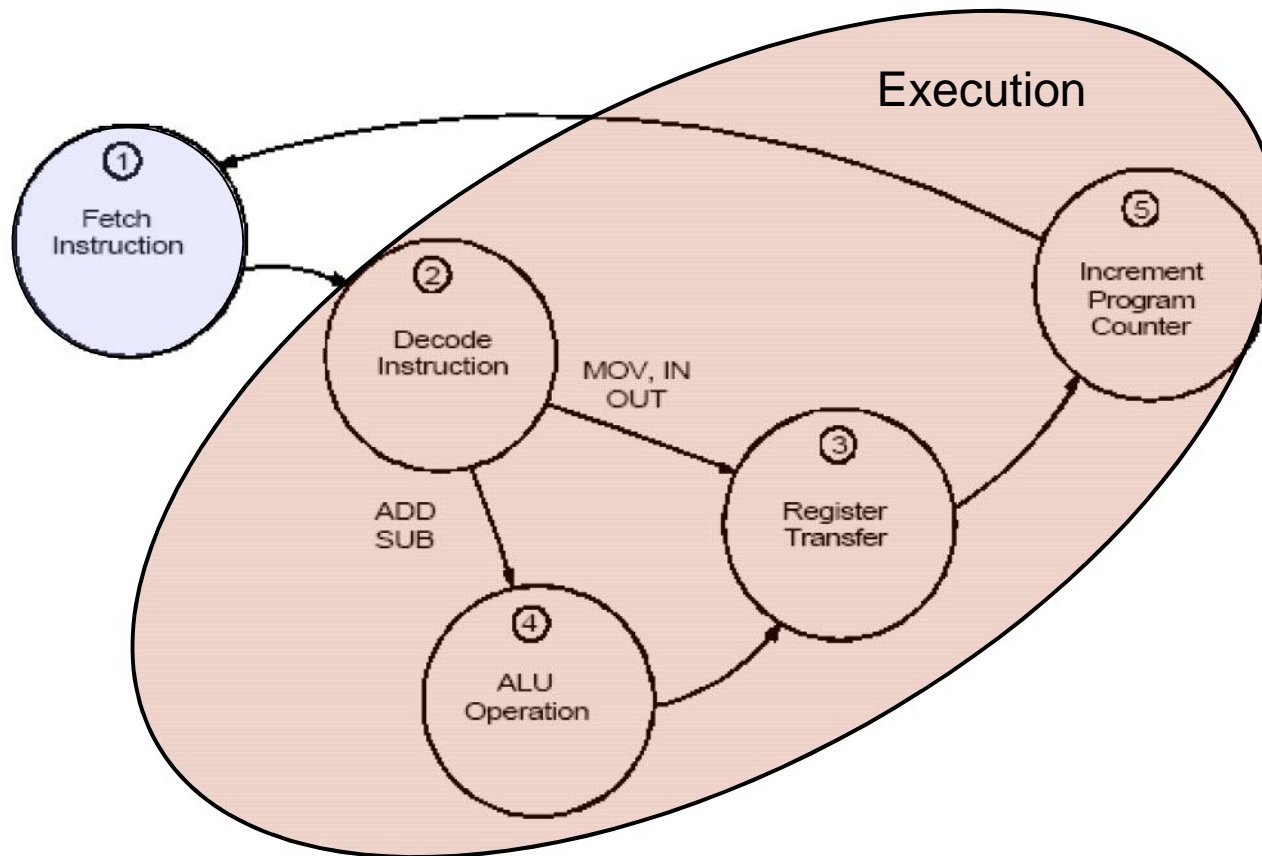 Execution
1
Fetch
Instruction
2
Decode
Instruction
MOV, IN
OUT
ADD
SUB
3
Register
Transfer
4
ALU
Operation
5
Increment
Program
Counter